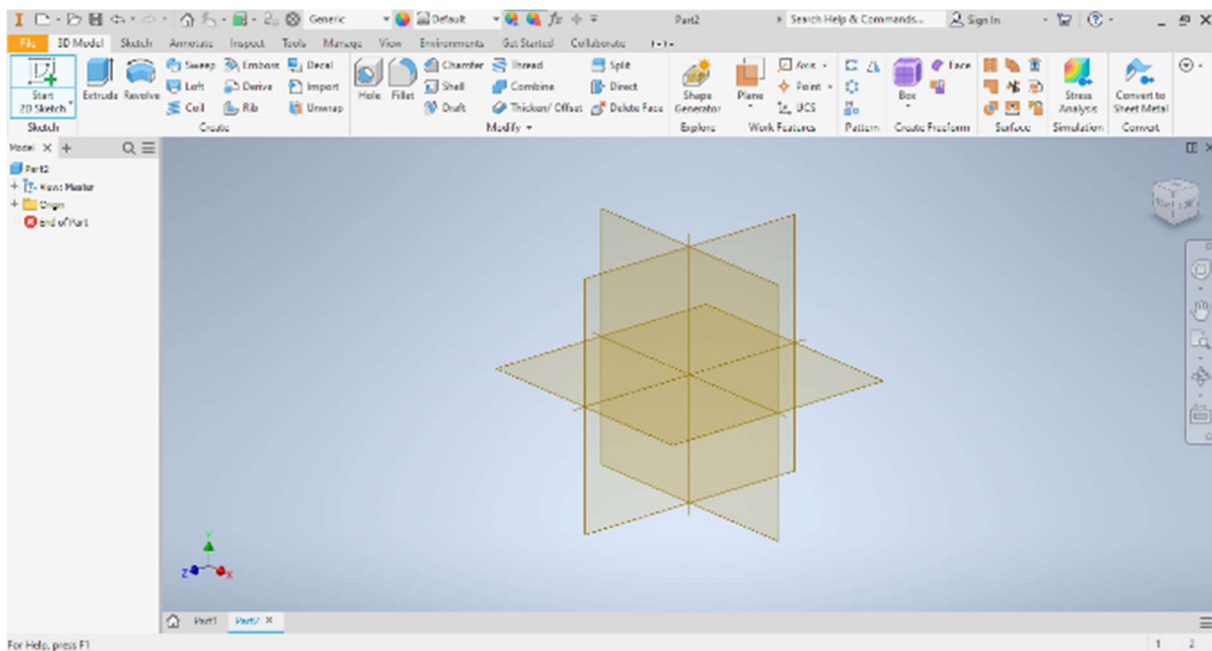 Generic Default Part2 Search Help & Commands... Sign In
File 3D Model Sketch Annotate Inspect Tools Manage View Environments Get Started Collaborate
Start 2D Sketch Extrude Revolve Sweep Emboss Decal Hole Fillet Chamfer Thread Split Shape Generator Plane Axis Box Face Stress Analysis Convert to Sheet Metal
Loft Derive Import Shell Combine Direct Point
Coil Rib Unwrap Draft Thicken/ Offset Delete Face UCS
Sketch Create Modify Explore Work Features Pattern Create Freeform Surface Simulation Convert
Model
Part2
View: Master
Origin
End of Part
Y
Z X
Part1 Part2
For Help, press F1 1 2